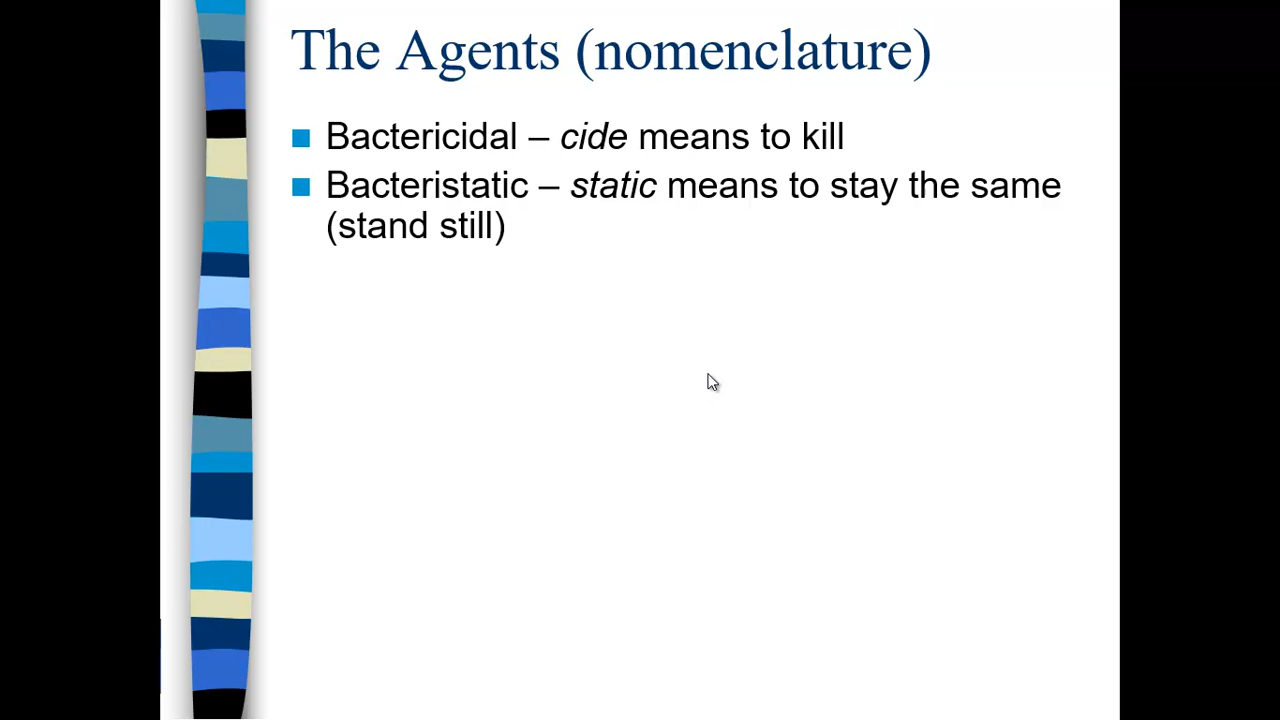 The Agents (nomenclature)
Bactericidal – cide means to kill
Bacteristatic – static means to stay the same
(stand still)